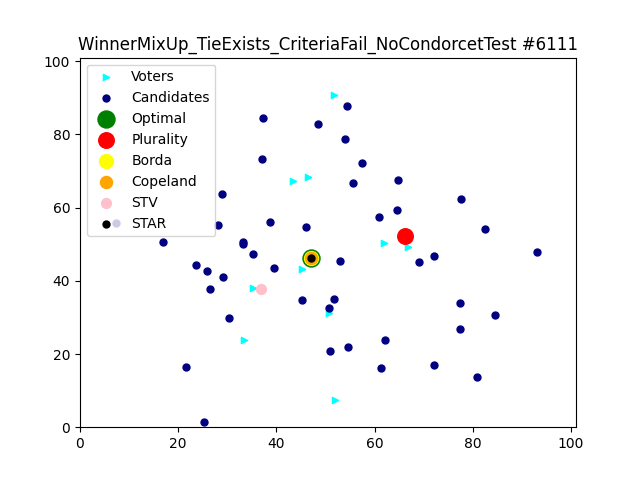 WinnerMixUp_TieExists_CriteriaFail_NoCondorcetTest #6111
100
80
60
40
20
0
Voters
Candidates
Optimal
Plurality
Borda
Copeland
STV
STAR
0 20 40 60 80 100